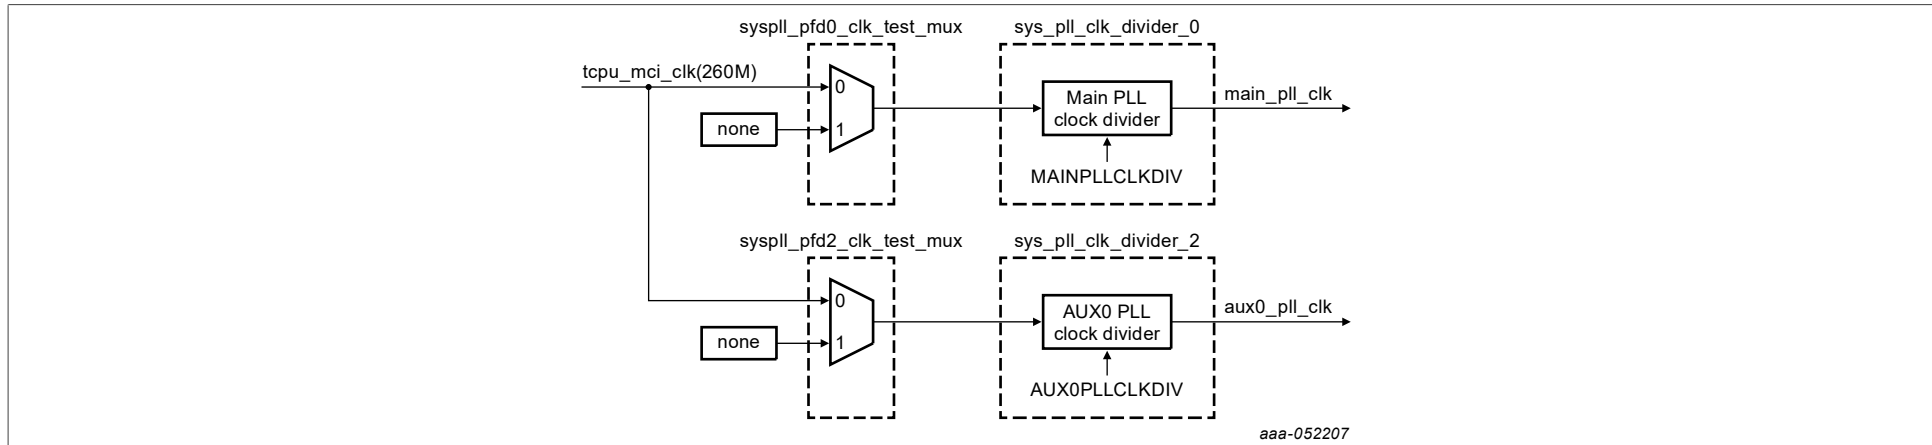 syspll_pfd0_clk_test_mux
sys_pll_clk_divider_0
tcpu_mci_clk(260M)
0
none
1
Main PLL
clock divider
main_pll_clk
MAINPLLCLKDIV
syspll_pfd2_clk_test_mux
sys_pll_clk_divider_2
0
none
1
AUX0 PLL
clock divider
aux0_pll_clk
AUX0PLLCLKDIV
aaa-052207